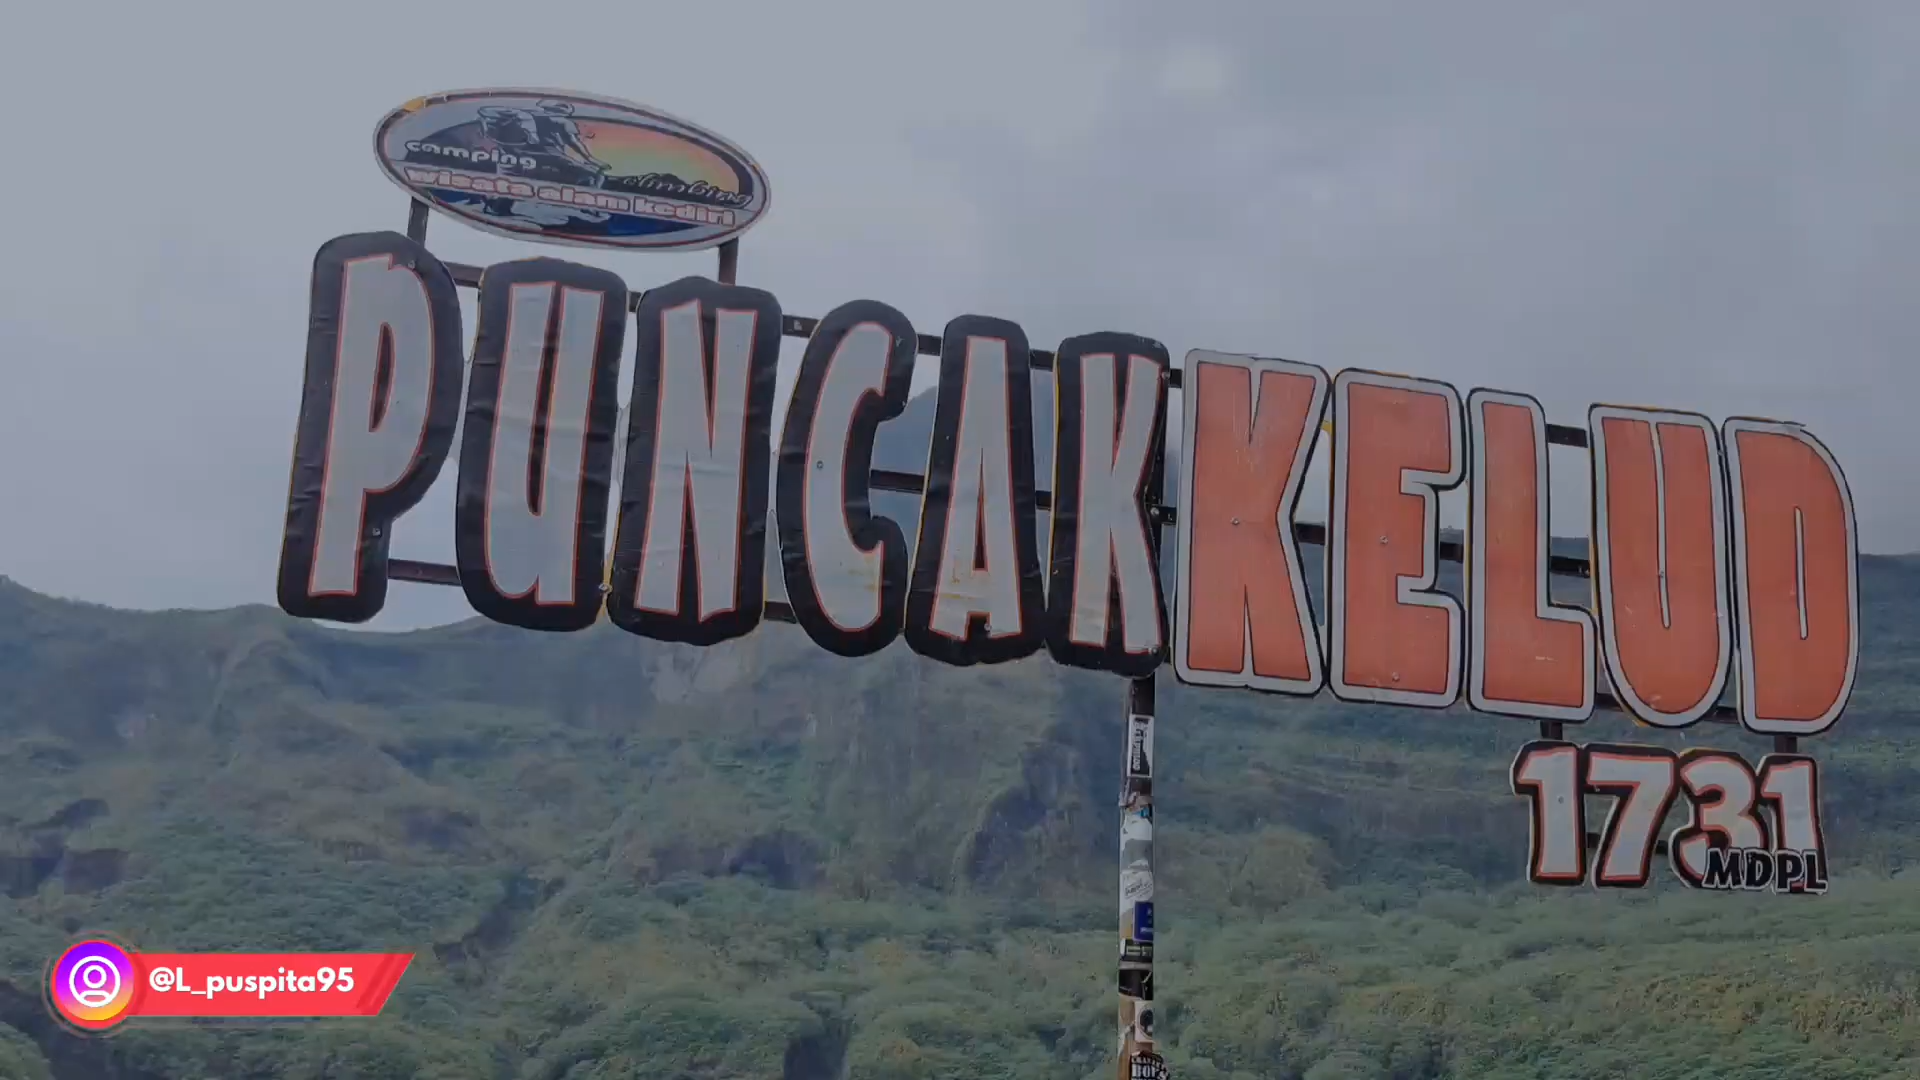 camping
climbing
wisata alam kediri
PUNCAK KELUD
1731
MDPL
@L_puspita95